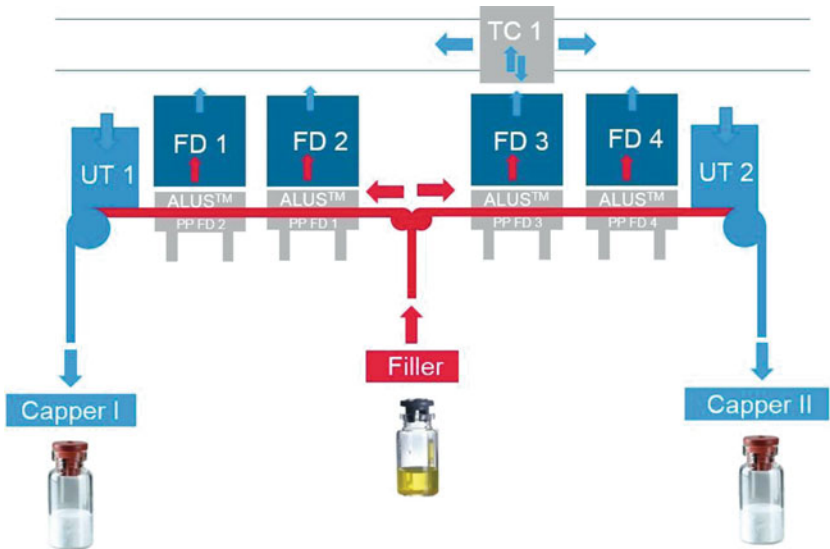 TC 1
FD 1
FD 2
FD 3
FD 4
UT 1
UT 2
ALUS™
ALUS™
ALUS™
ALUS™
PP FD 2
PP FD 1
PP FD 3
PP FD 4
Filler
Capper I
Capper II